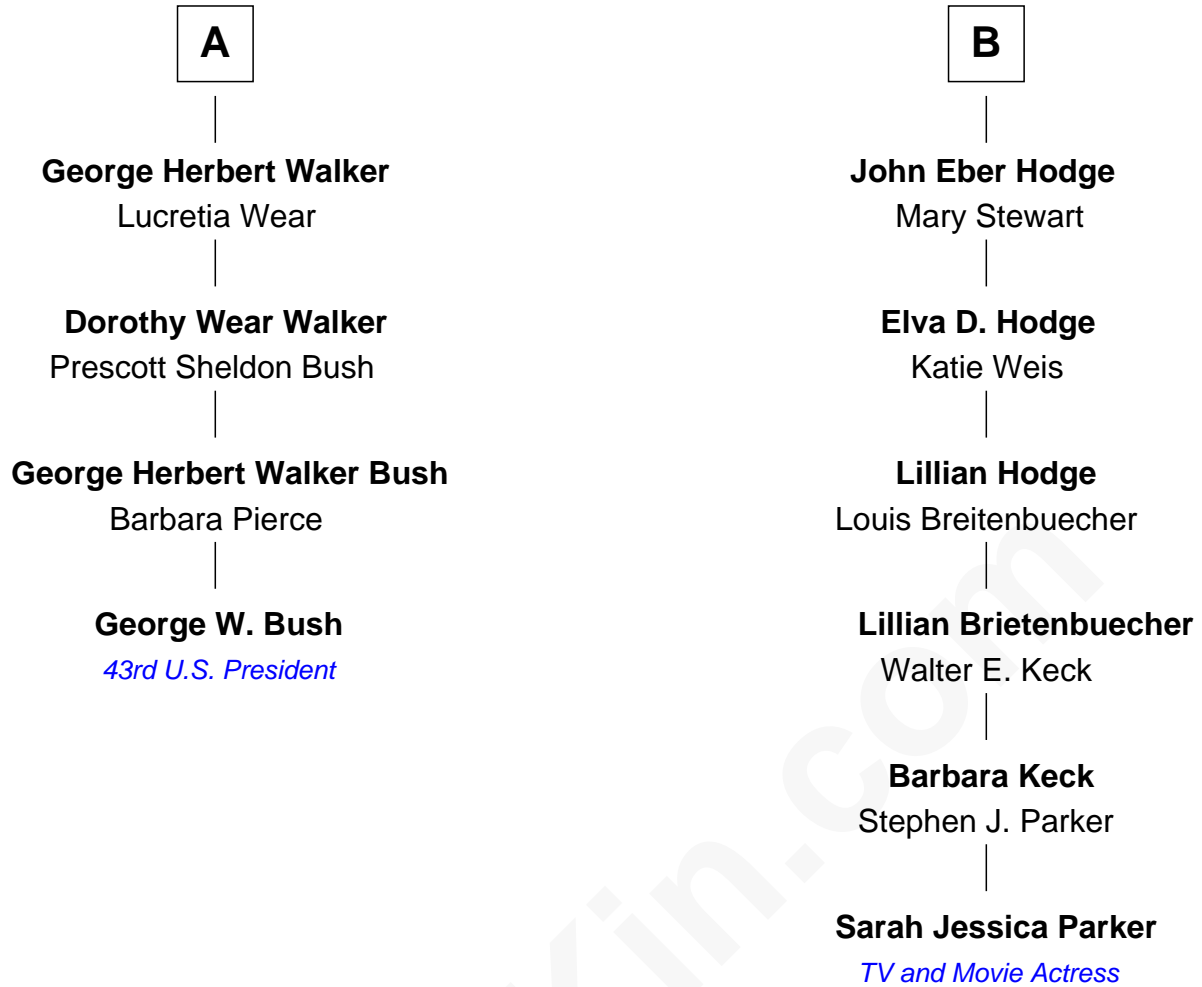 A
George Herbert Walker
Lucretia Wear
Dorothy Wear Walker
Prescott Sheldon Bush
George Herbert Walker Bush
Barbara Pierce
George W. Bush
43rd U.S. President
B
John Eber Hodge
Mary Stewart
Elva D. Hodge
Katie Weis
Lillian Hodge
Louis Breitenbuecher
Lillian Brietenbuecher
Walter E. Keck
Barbara Keck
Stephen J. Parker
Sarah Jessica Parker
TV and Movie Actress